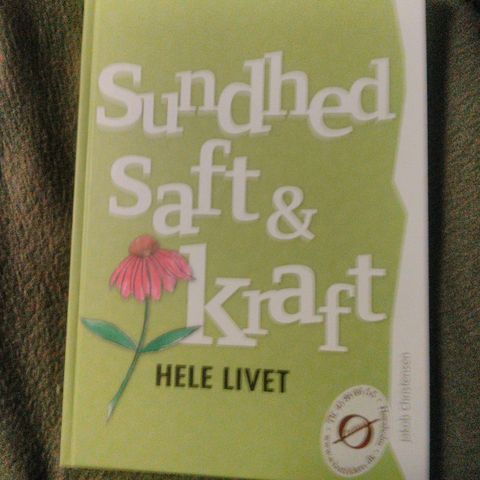 Sundhed
Saft &
kraft
HELE LIVET
Jakob Christensen